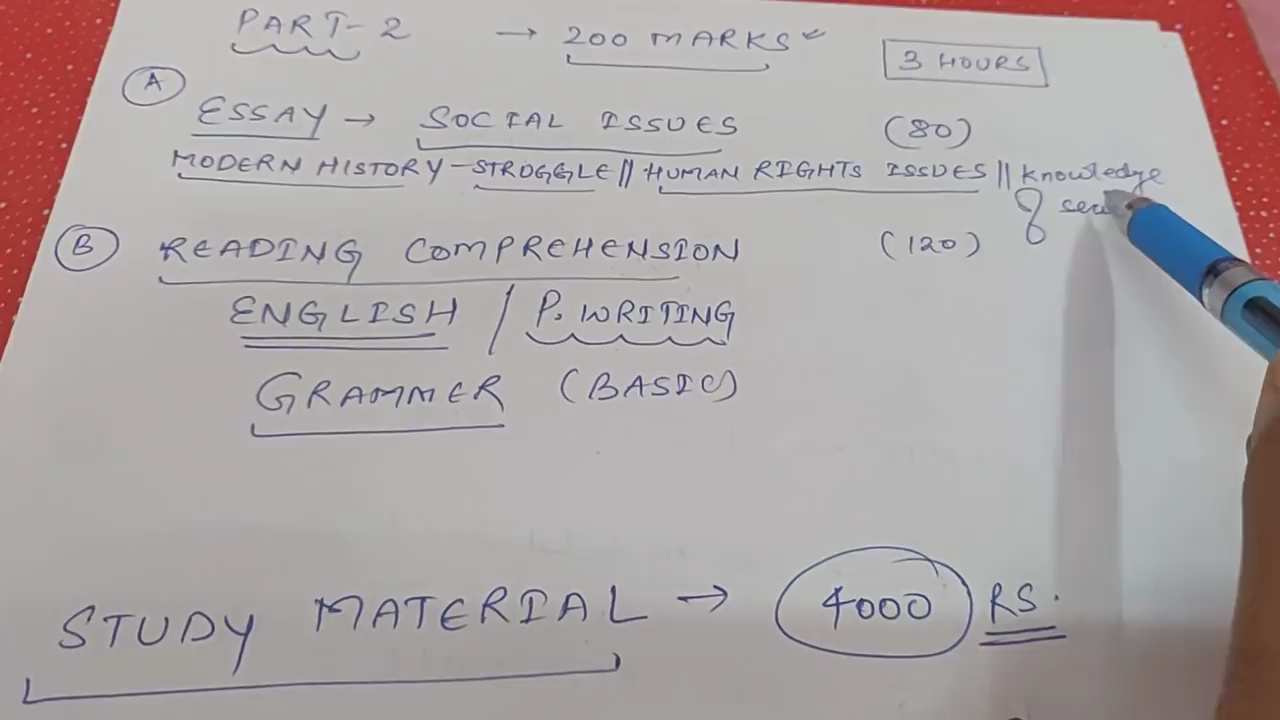 PART-2 → 200 MARKS 3 HOURS
A ESSAY → SOCIAL ISSUES (80)
MODERN HISTORY-STRUGGLE || HUMAN RIGHTS ISSUES || Knowledge
of
B READING COMPREHENSION (120)
ENGLISH / P. WRITING
GRAMMER (BASIC)
STUDY MATERIAL → 4000 RS.